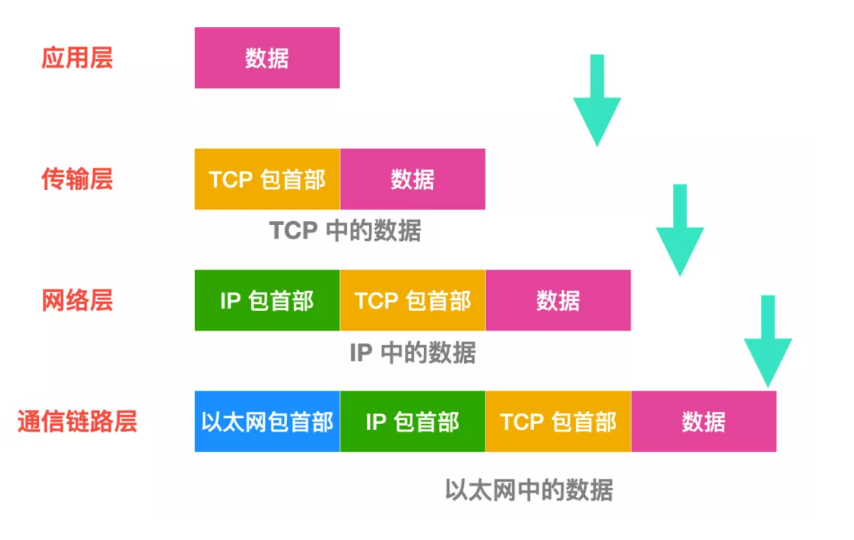 应用层 数据
传输层 TCP 包首部 数据
TCP 中的数据
网络层 IP 包首部 TCP 包首部 数据
IP 中的数据
通信链路层 以太网包首部 IP 包首部 TCP 包首部 数据
以太网中的数据